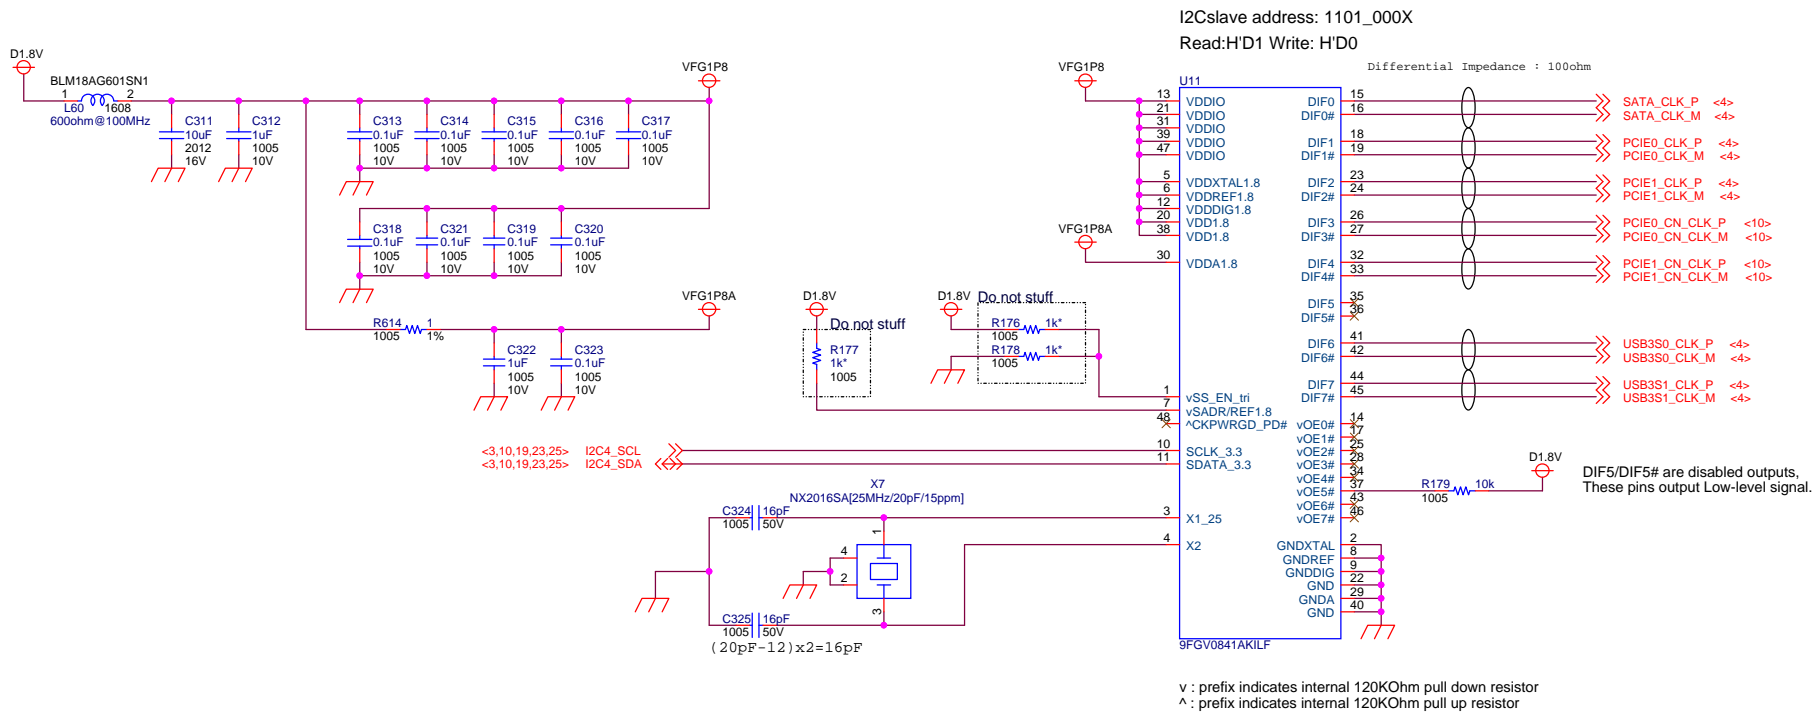 I2Cslave address: 1101_000X
Read:H'D1 Write: H'D0
Differential Impedance : 100ohm
D1.8V
BLM18AG601SN1
1 2
L60 1608
600ohm@100MHz
VFG1P8
C311
10uF
2012
16V
C312
1uF
1005
10V
C313
0.1uF
1005
10V
C314
0.1uF
1005
10V
C315
0.1uF
1005
10V
C316
0.1uF
1005
10V
C317
0.1uF
1005
10V
C318
0.1uF
1005
10V
C321
0.1uF
1005
10V
C319
0.1uF
1005
10V
C320
0.1uF
1005
10V
VFG1P8A
R614 1
1005 1%
C322
1uF
1005
10V
C323
0.1uF
1005
10V
D1.8V
Do not stuff
R177
1k*
1005
D1.8V
Do not stuff
R176 1k*
1005
R178 1k*
1005
VFG1P8
VFG1P8A
U11
13 VDDIO
21 VDDIO
31 VDDIO
39 VDDIO
47 VDDIO
5 VDDXTAL1.8
6 VDDREF1.8
12 VDDDIG1.8
20 VDD1.8
38 VDD1.8
30 VDDA1.8
1 vSS_EN_tri
7 vSADR/REF1.8
48 ^CKPWRGD_PD#
<3,10,19,23,25> I2C4_SCL 10 SCLK_3.3
<3,10,19,23,25> I2C4_SDA 11 SDATA_3.3
3 X1_25
4 X2
DIF0 15 SATA_CLK_P <4>
DIF0# 16 SATA_CLK_M <4>
DIF1 18 PCIE0_CLK_P <4>
DIF1# 19 PCIE0_CLK_M <4>
DIF2 23 PCIE1_CLK_P <4>
DIF2# 24 PCIE1_CLK_M <4>
DIF3 26 PCIE0_CN_CLK_P <10>
DIF3# 27 PCIE0_CN_CLK_M <10>
DIF4 32 PCIE1_CN_CLK_P <10>
DIF4# 33 PCIE1_CN_CLK_M <10>
DIF5 35
DIF5# 36
DIF6 41 USB3S0_CLK_P <4>
DIF6# 42 USB3S0_CLK_M <4>
DIF7 44 USB3S1_CLK_P <4>
DIF7# 45 USB3S1_CLK_M <4>
vOE0# 14
vOE1# 17
vOE2# 25
vOE3# 28
vOE4# 34
vOE5# 37
vOE6# 43
vOE7# 46
GNDXTAL 2
GNDREF 8
GNDDIG 9
GND 22
GNDA 29
GND 40
9FGV0841AKILF
D1.8V
R179 10k
1005
DIF5/DIF5# are disabled outputs,
These pins output Low-level signal.
X7
NX2016SA[25MHz/20pF/15ppm]
C324 16pF
1005 50V
1
4
2
3
C325 16pF
1005 50V
(20pF-12)x2=16pF
v : prefix indicates internal 120KOhm pull down resistor
^ : prefix indicates internal 120KOhm pull up resistor